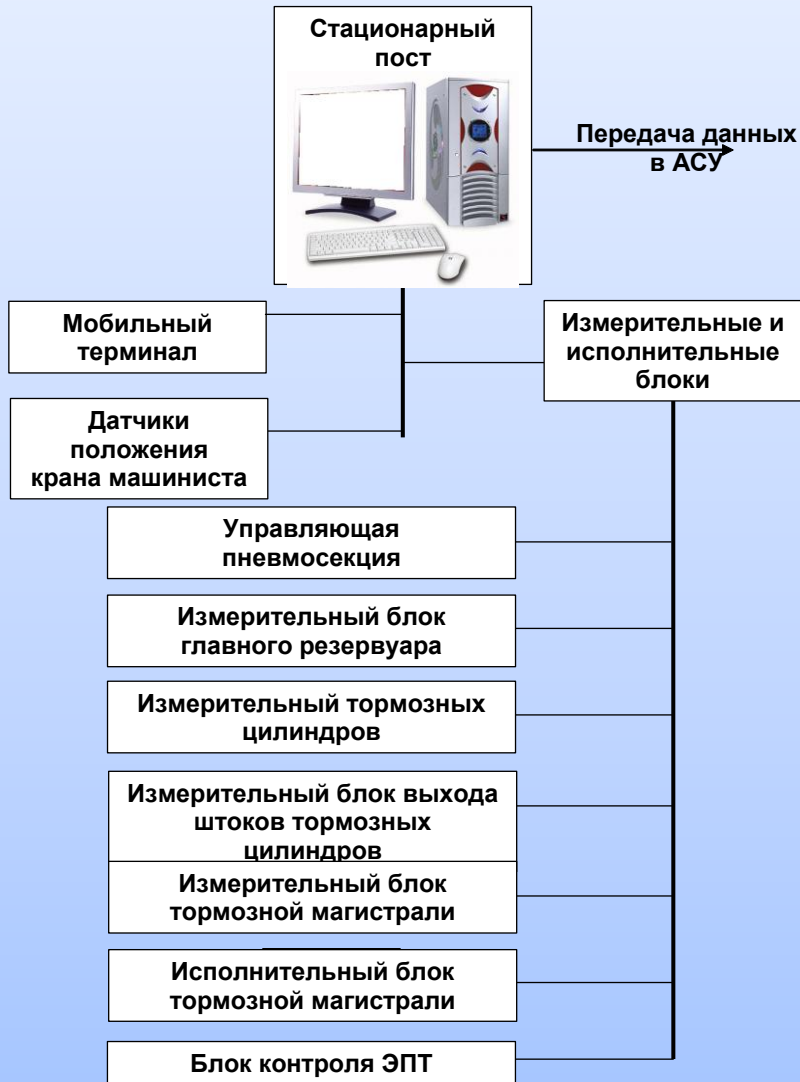 Стационарный
пост
Передача данных
в АСУ
Мобильный
терминал
Измерительные и
исполнительные
блоки
Датчики
положения
крана машиниста
Управляющая
пневмосекция
Измерительный блок
главного резервуара
Измерительный тормозных
цилиндров
Измерительный блок выхода
штоков тормозных
цилиндров
Измерительный блок
тормозной магистрали
Исполнительный блок
тормозной магистрали
Блок контроля ЭПТ